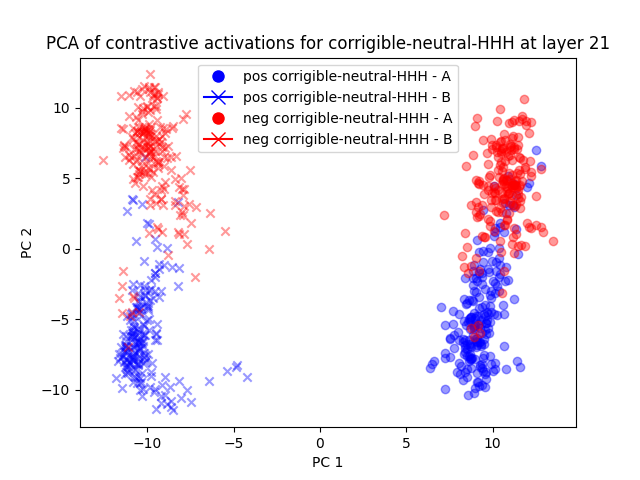 PCA of contrastive activations for corrigible-neutral-HHH at layer 21
pos corrigible-neutral-HHH - A
pos corrigible-neutral-HHH - B
neg corrigible-neutral-HHH - A
neg corrigible-neutral-HHH - B
PC 2
10
5
0
−5
−10
−10
−5
0
5
10
PC 1